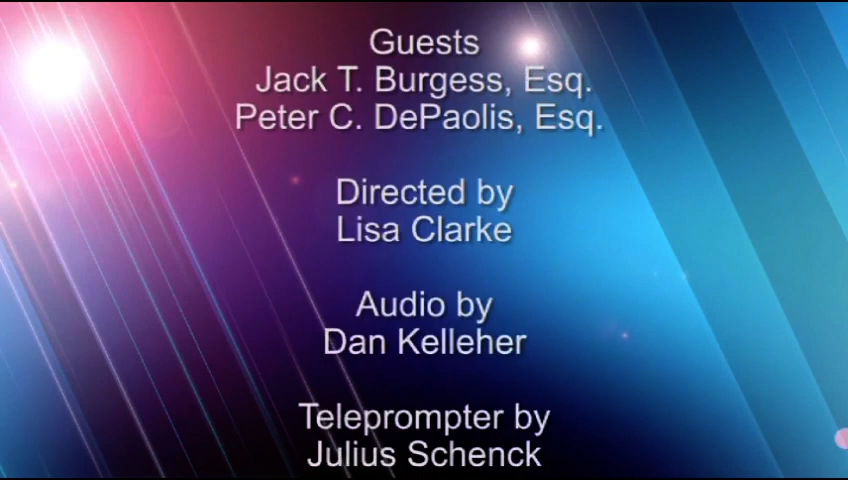 Guests
Jack T. Burgess, Esq.
Peter C. DePaolis, Esq.
Directed by
Lisa Clarke
Audio by
Dan Kelleher
Teleprompter by
Julius Schenck